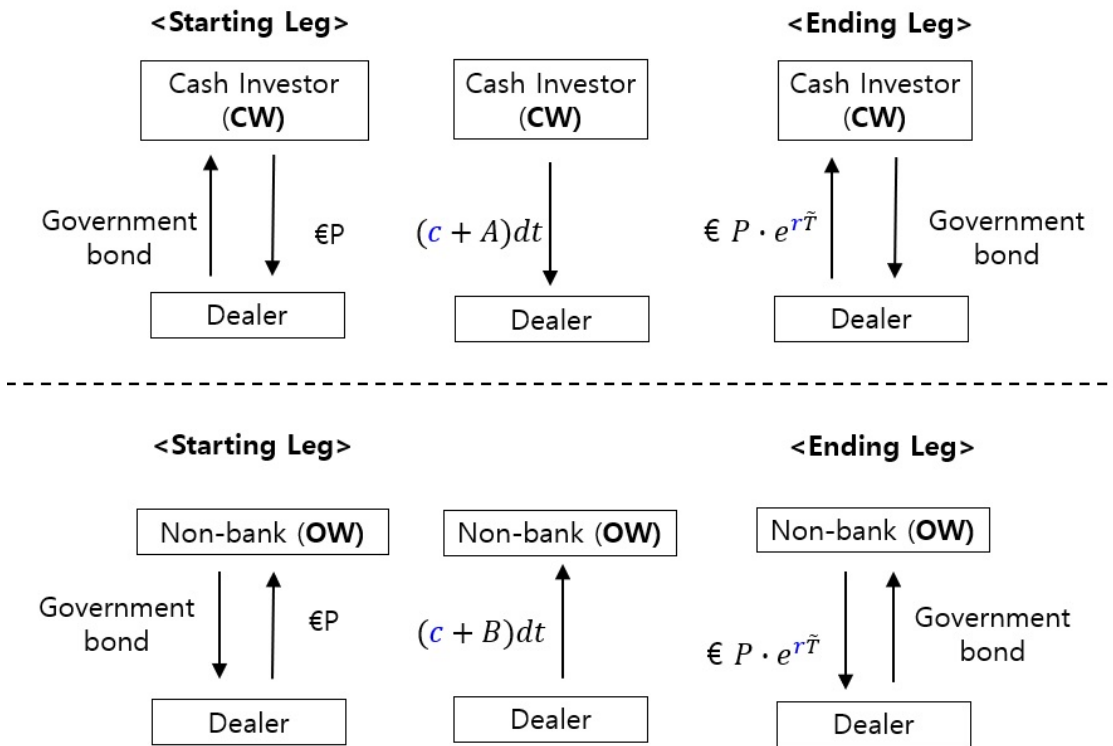 <Starting Leg>
<Ending Leg>
Cash Investor
(CW)
Cash Investor
(CW)
Cash Investor
(CW)
Government
bond
€P
(c + A)dt
€ P · e^{rT̃}
Government
bond
Dealer
Dealer
Dealer
<Starting Leg>
<Ending Leg>
Non-bank (OW)
Non-bank (OW)
Non-bank (OW)
Government
bond
€P
(c + B)dt
€ P · e^{rT̃}
Government
bond
Dealer
Dealer
Dealer